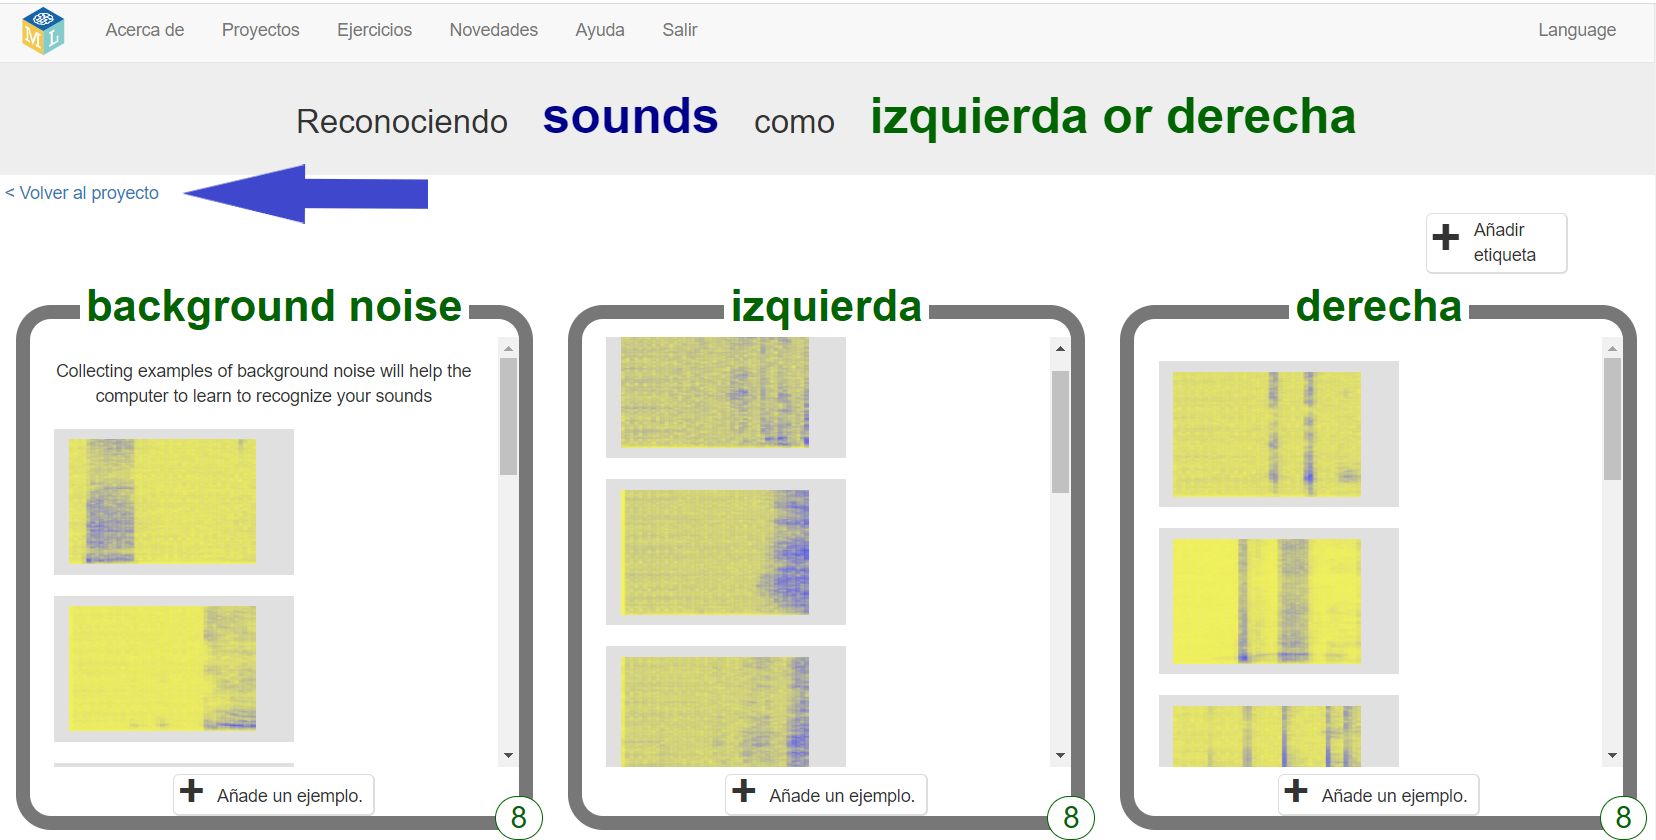 M L
Acerca de Proyectos Ejercicios Novedades Ayuda Salir Language
Reconociendo sounds como izquierda or derecha
< Volver al proyecto
Añadir
etiqueta
background noise
Collecting examples of background noise will help the
computer to learn to recognize your sounds
Añade un ejemplo.
8
izquierda
Añade un ejemplo.
8
derecha
Añade un ejemplo.
8